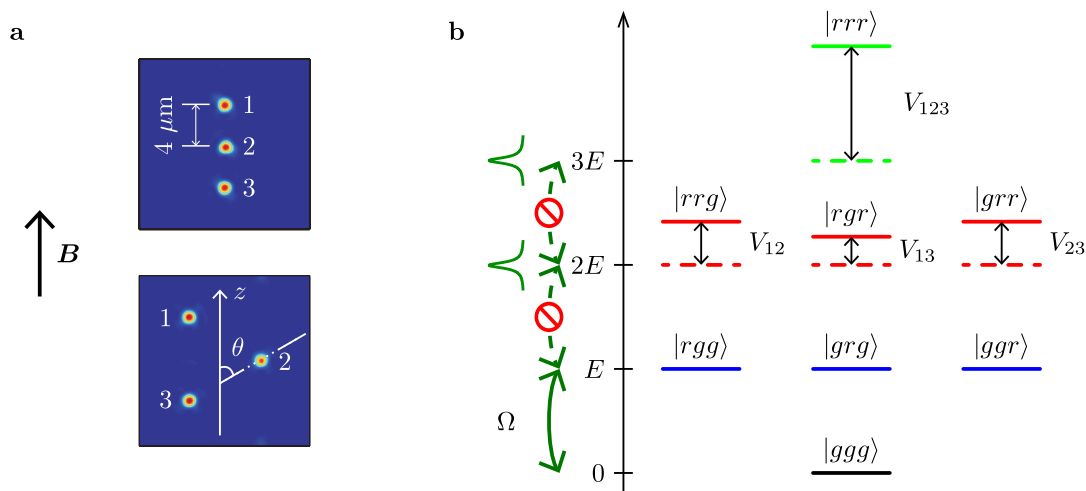 a
1
4 μm
2
3
B
z
1
θ
2
3
b
|rrr⟩
V₁₂₃
3E
|rrg⟩
|rgr⟩
|grr⟩
V₁₂
V₁₃
V₂₃
2E
|rgg⟩
|grg⟩
|ggr⟩
E
Ω
|ggg⟩
0